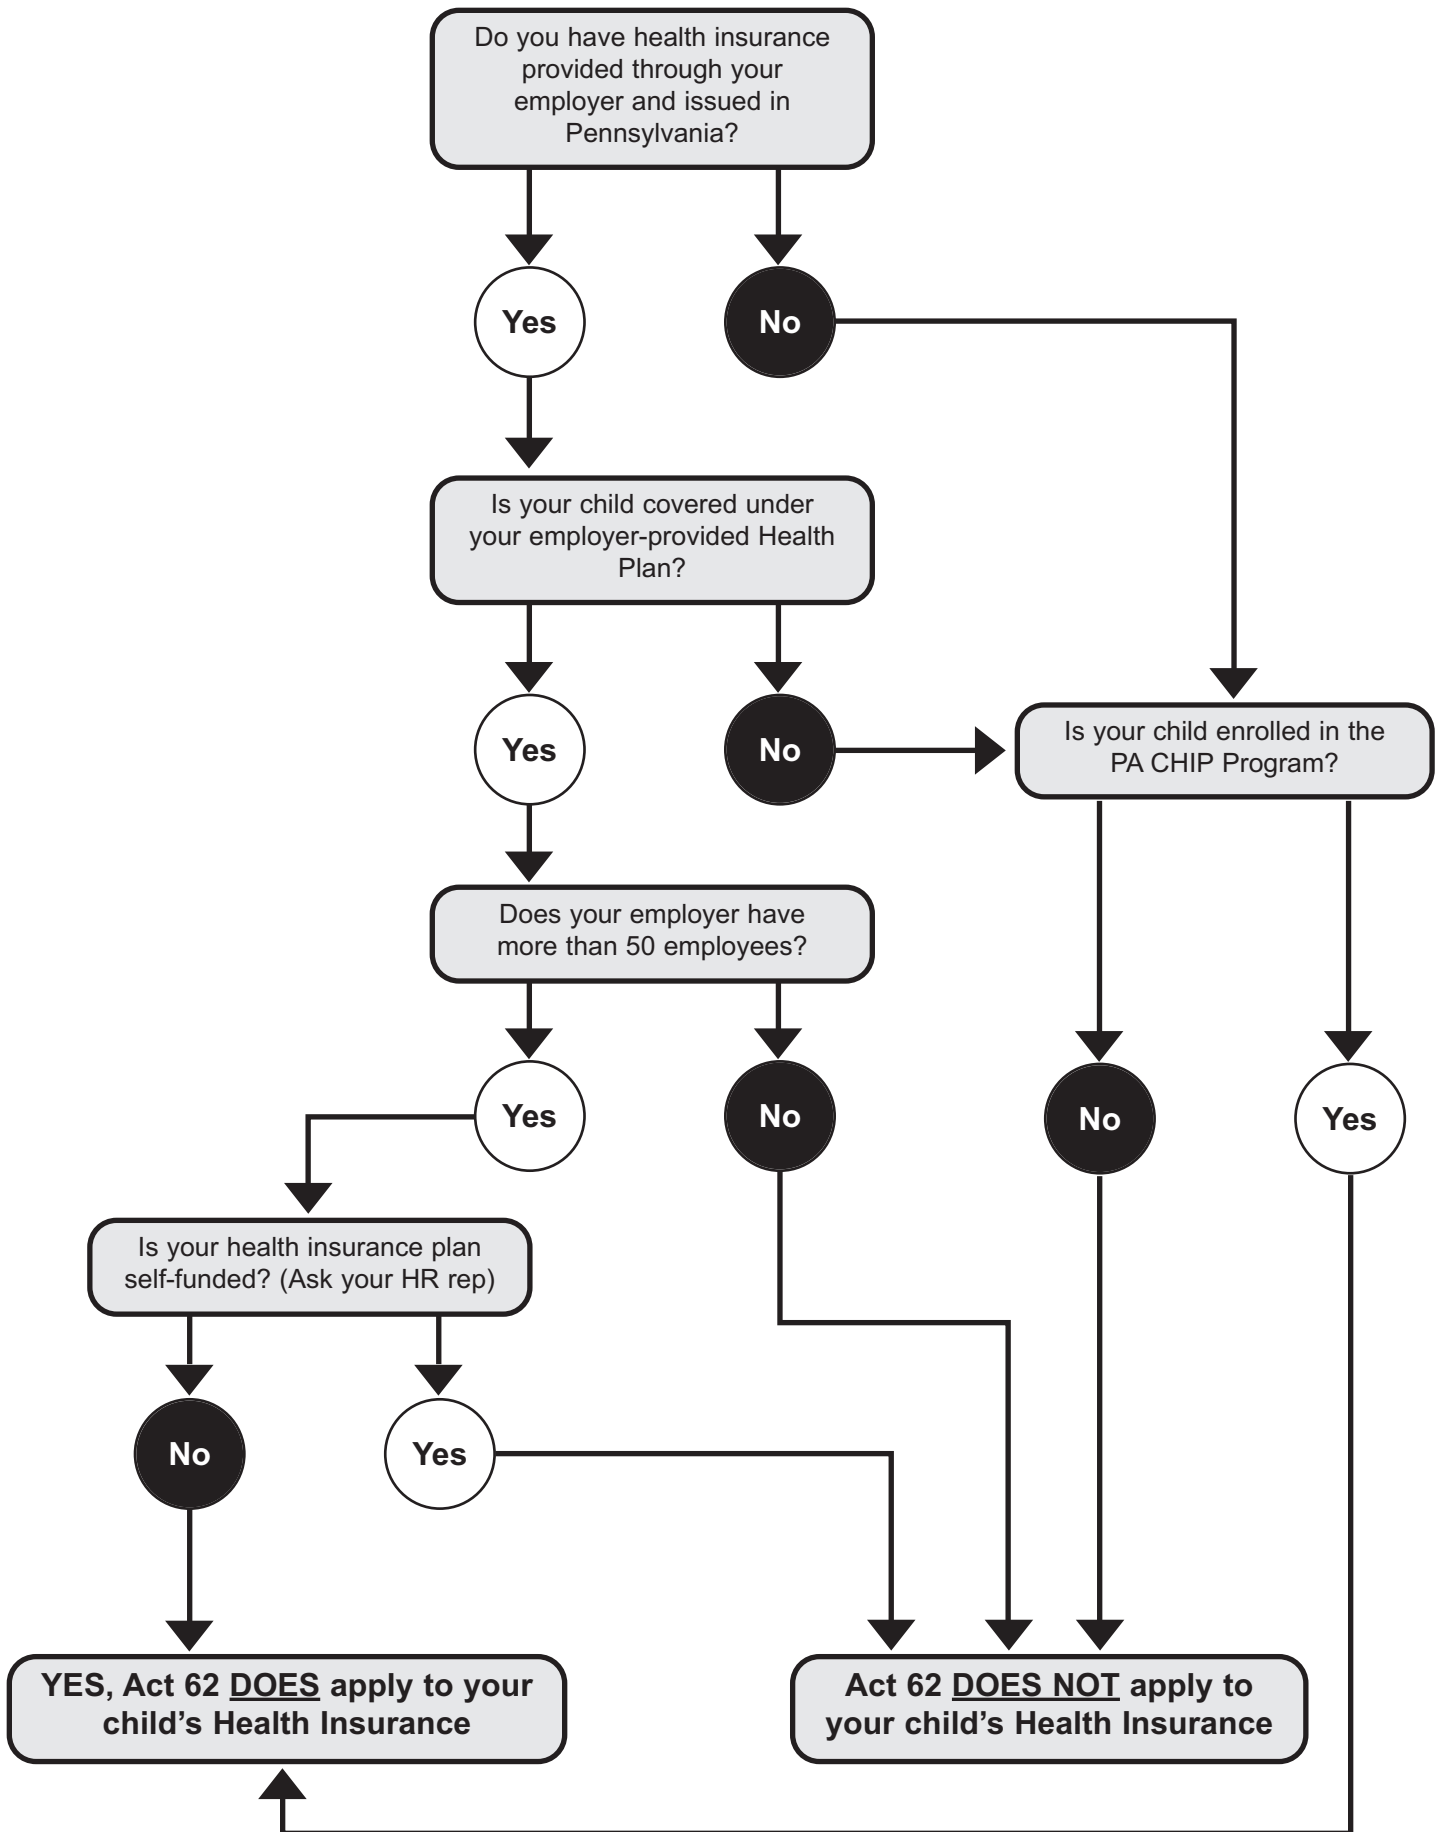 Do you have health insurance
provided through your
employer and issued in
Pennsylvania?
Yes
No
Is your child covered under
your employer-provided Health
Plan?
Yes
No
Is your child enrolled in the
PA CHIP Program?
Does your employer have
more than 50 employees?
Yes
No
No
Yes
Is your health insurance plan
self-funded? (Ask your HR rep)
No
Yes
YES, Act 62 DOES apply to your
child’s Health Insurance
Act 62 DOES NOT apply to
your child’s Health Insurance